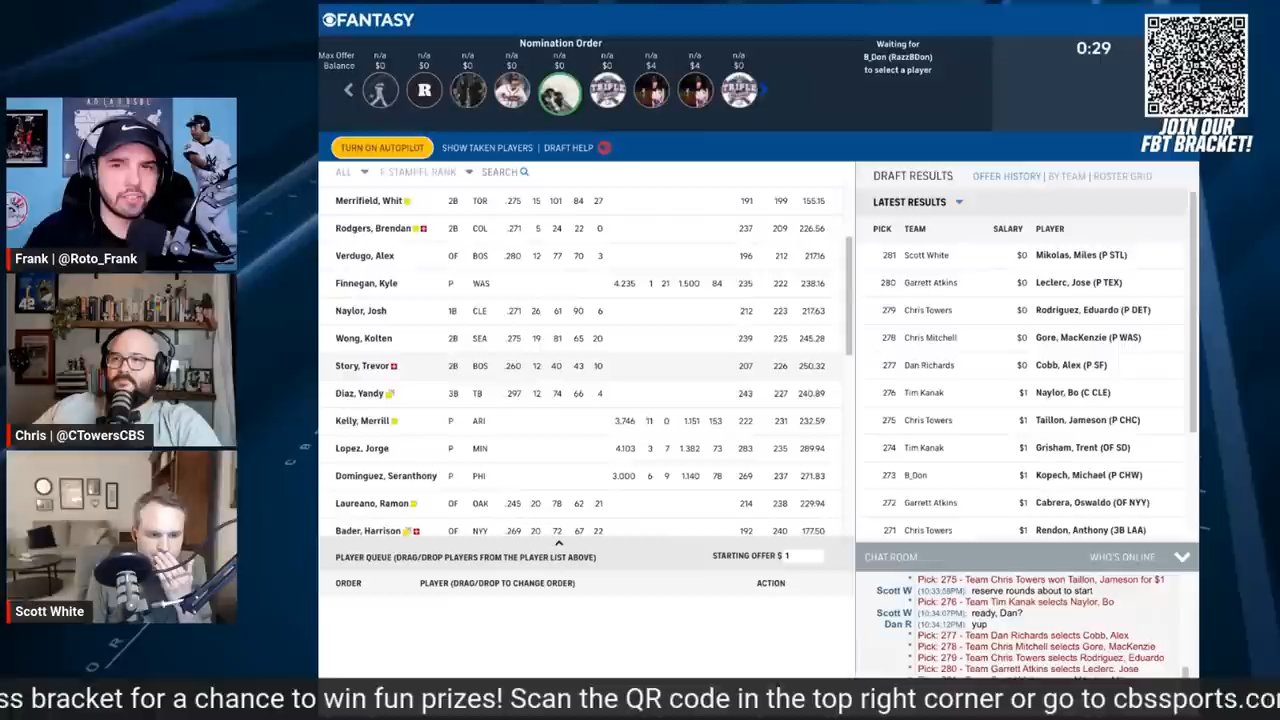 FANTASY
Nomination Order
Max Offer n/a n/a n/a n/a n/a n/a n/a n/a n/a
Balance $0 $0 $0 $0 $0 $0 $4 $4 $0
Waiting for
B_Don (RazzBDon)
to select a player
0:29
R
TRIPLE
TRIPLE
JOIN OUR
FBT BRACKET!
TURN ON AUTOPILOT SHOW TAKEN PLAYERS | DRAFT HELP
ALL F STAMPFL RANK SEARCH
Merrifield, Whit 2B TOR .275 15 101 84 27 191 199 155.15
Rodgers, Brendan 2B COL .271 5 24 22 0 237 209 226.56
Verdugo, Alex OF BOS .280 12 77 70 3 196 212 217.16
Finnegan, Kyle P WAS 4.235 1 21 1.500 84 235 222 238.16
Naylor, Josh 1B CLE .271 26 61 90 6 212 223 217.63
Wong, Kolten 2B SEA .275 19 81 65 20 239 225 245.28
Story, Trevor 2B BOS .260 12 40 43 10 207 226 250.32
Diaz, Yandy 3B TB .297 12 74 66 4 243 227 240.89
Kelly, Merrill P ARI 3.746 11 0 1.151 153 222 231 232.59
Lopez, Jorge P MIN 4.103 3 7 1.382 73 283 235 289.94
Dominguez, Seranthony P PHI 3.000 6 9 1.140 78 269 237 271.83
Laureano, Ramon OF OAK .245 20 78 62 21 214 238 229.94
Bader, Harrison OF NYY .269 20 72 67 22 192 240 177.50
PLAYER QUEUE (DRAG/DROP PLAYERS FROM THE PLAYER LIST ABOVE) STARTING OFFER $ 1
ORDER PLAYER (DRAG/DROP TO CHANGE ORDER) ACTION
DRAFT RESULTS OFFER HISTORY | BY TEAM | ROSTER GRID
LATEST RESULTS
PICK TEAM SALARY PLAYER
281 Scott White $0 Mikolas, Miles (P STL)
280 Garrett Atkins $0 Leclerc, Jose (P TEX)
279 Chris Towers $0 Rodriguez, Eduardo (P DET)
278 Chris Mitchell $0 Gore, MacKenzie (P WAS)
277 Dan Richards $0 Cobb, Alex (P SF)
276 Tim Kanak $1 Naylor, Bo (C CLE)
275 Chris Towers $1 Taillon, Jameson (P CHC)
274 Tim Kanak $1 Grisham, Trent (OF SD)
273 B_Don $1 Kopech, Michael (P CHW)
272 Garrett Atkins $1 Cabrera, Oswaldo (OF NYY)
271 Chris Towers $1 Rendon, Anthony (3B LAA)
CHAT ROOM WHO'S ONLINE
* Pick: 275 - Team Chris Towers won Taillon, Jameson for $1
Scott W (10:33:58PM): reserve rounds about to start
* Pick: 276 - Team Tim Kanak selects Naylor, Bo
Scott W (10:34:07PM): ready, Dan?
Dan R (10:34:12PM): yup
* Pick: 277 - Team Dan Richards selects Cobb, Alex
* Pick: 278 - Team Chris Mitchell selects Gore, MacKenzie
* Pick: 279 - Team Chris Towers selects Rodriguez, Eduardo
* Pick: 280 - Team Garrett Atkins selects Leclerc, Jose
Frank | @Roto_Frank
42
Chris | @CTowersCBS
Scott White
ss bracket for a chance to win fun prizes! Scan the QR code in the top right corner or go to cbssports.co